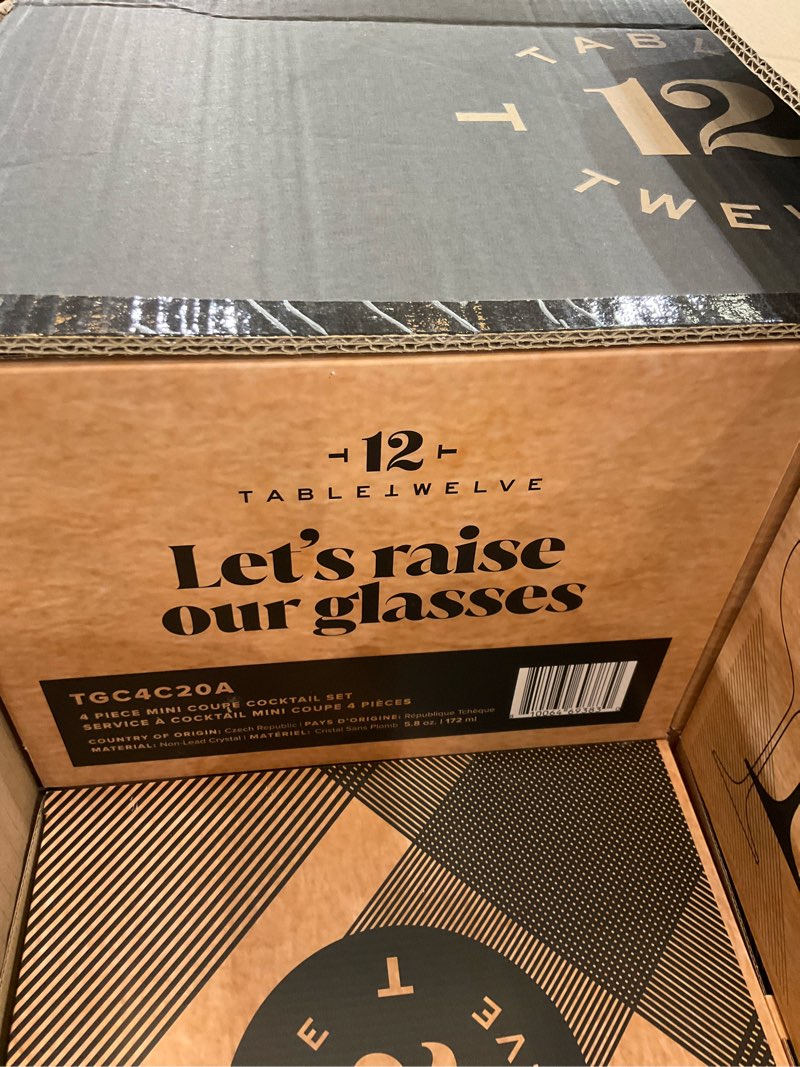 TABL
T 12
TWE
12
TABLETWELVE
Let's raise
our glasses
TGC4C20A
4 PIECE MINI COUPE COCKTAIL SET
SERVICE À COCKTAIL MINI COUPE 4 PIÈCES
COUNTRY OF ORIGIN: Czech Republic | PAYS D'ORIGINE: République Tchèque
MATERIAL: Non-Lead Crystal | MATÉRIEL: Cristal Sans Plomb 5.8 oz. | 172 ml
T
E
VE